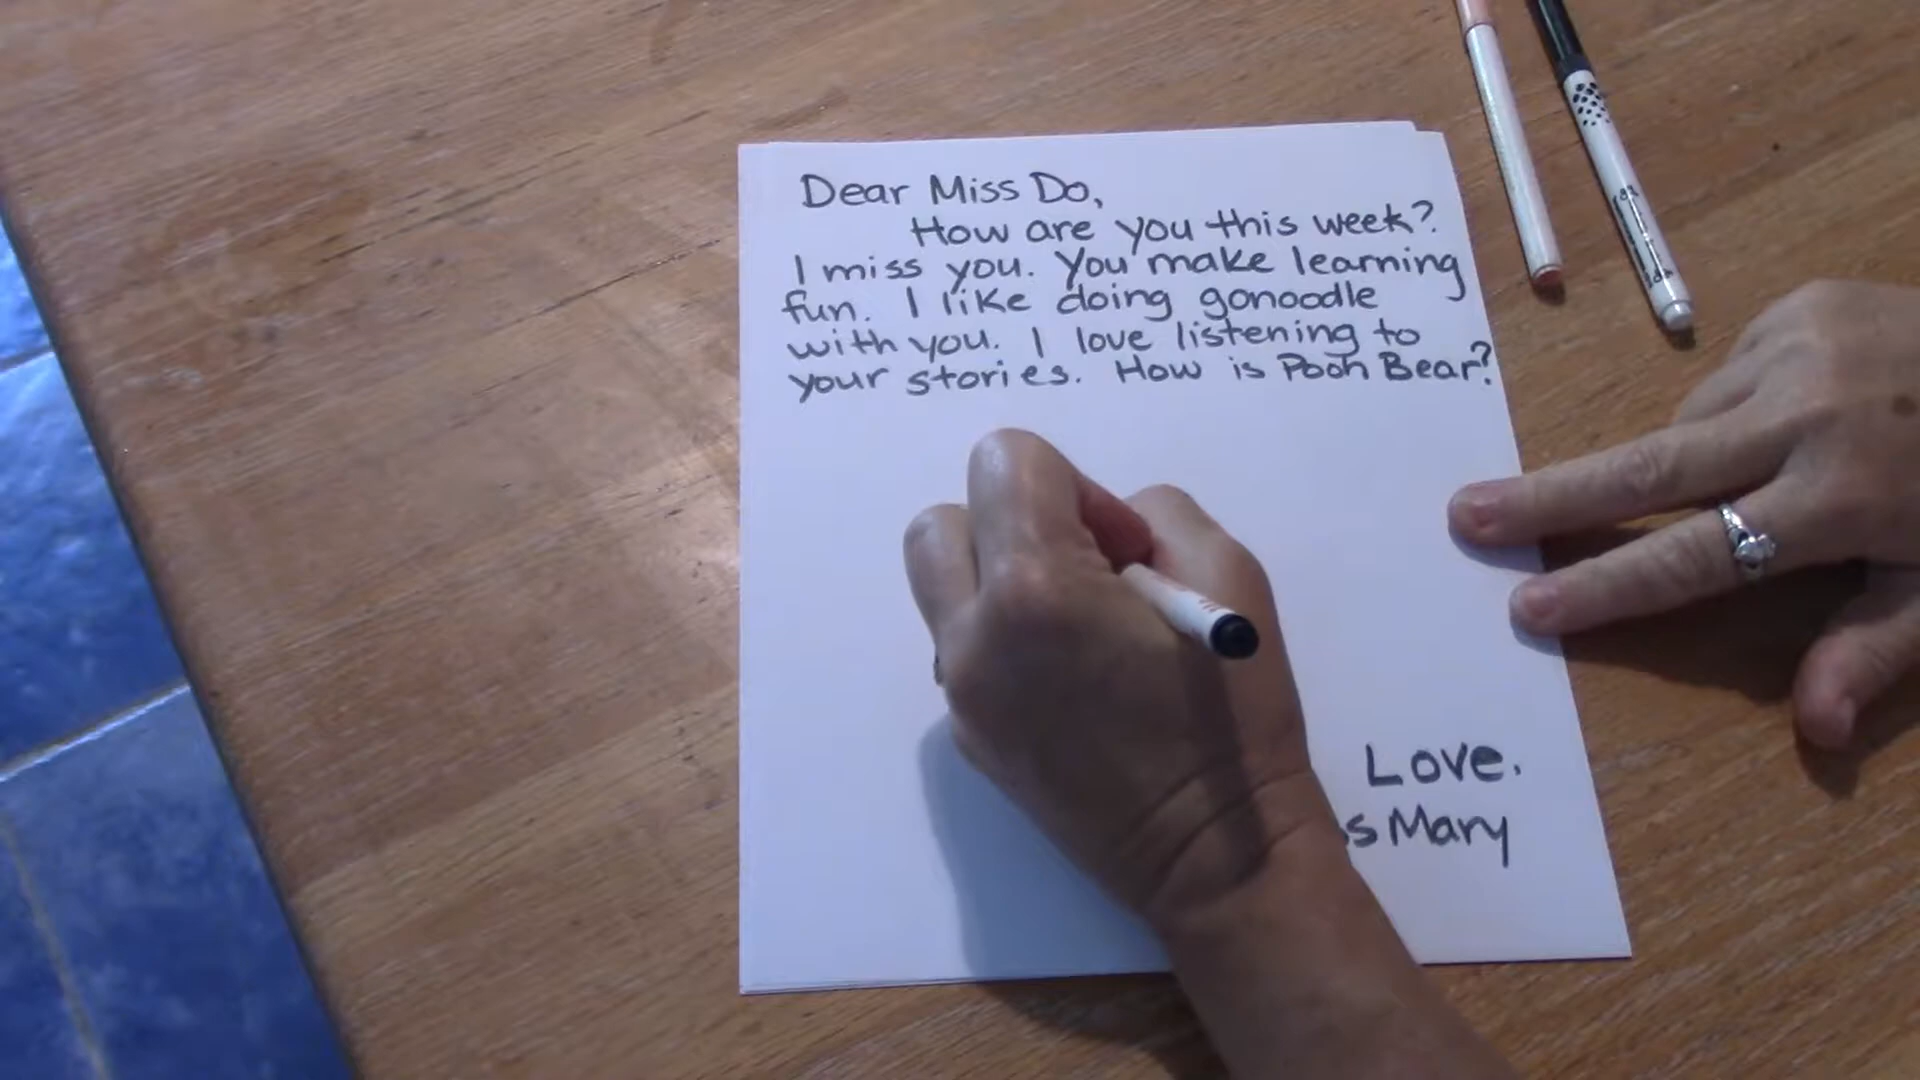 Dear Miss Do,
How are you this week?
I miss you. You make learning
fun. I like doing gonoodle
with you. I love listening to
your stories. How is Pooh Bear?
Love.
Mary